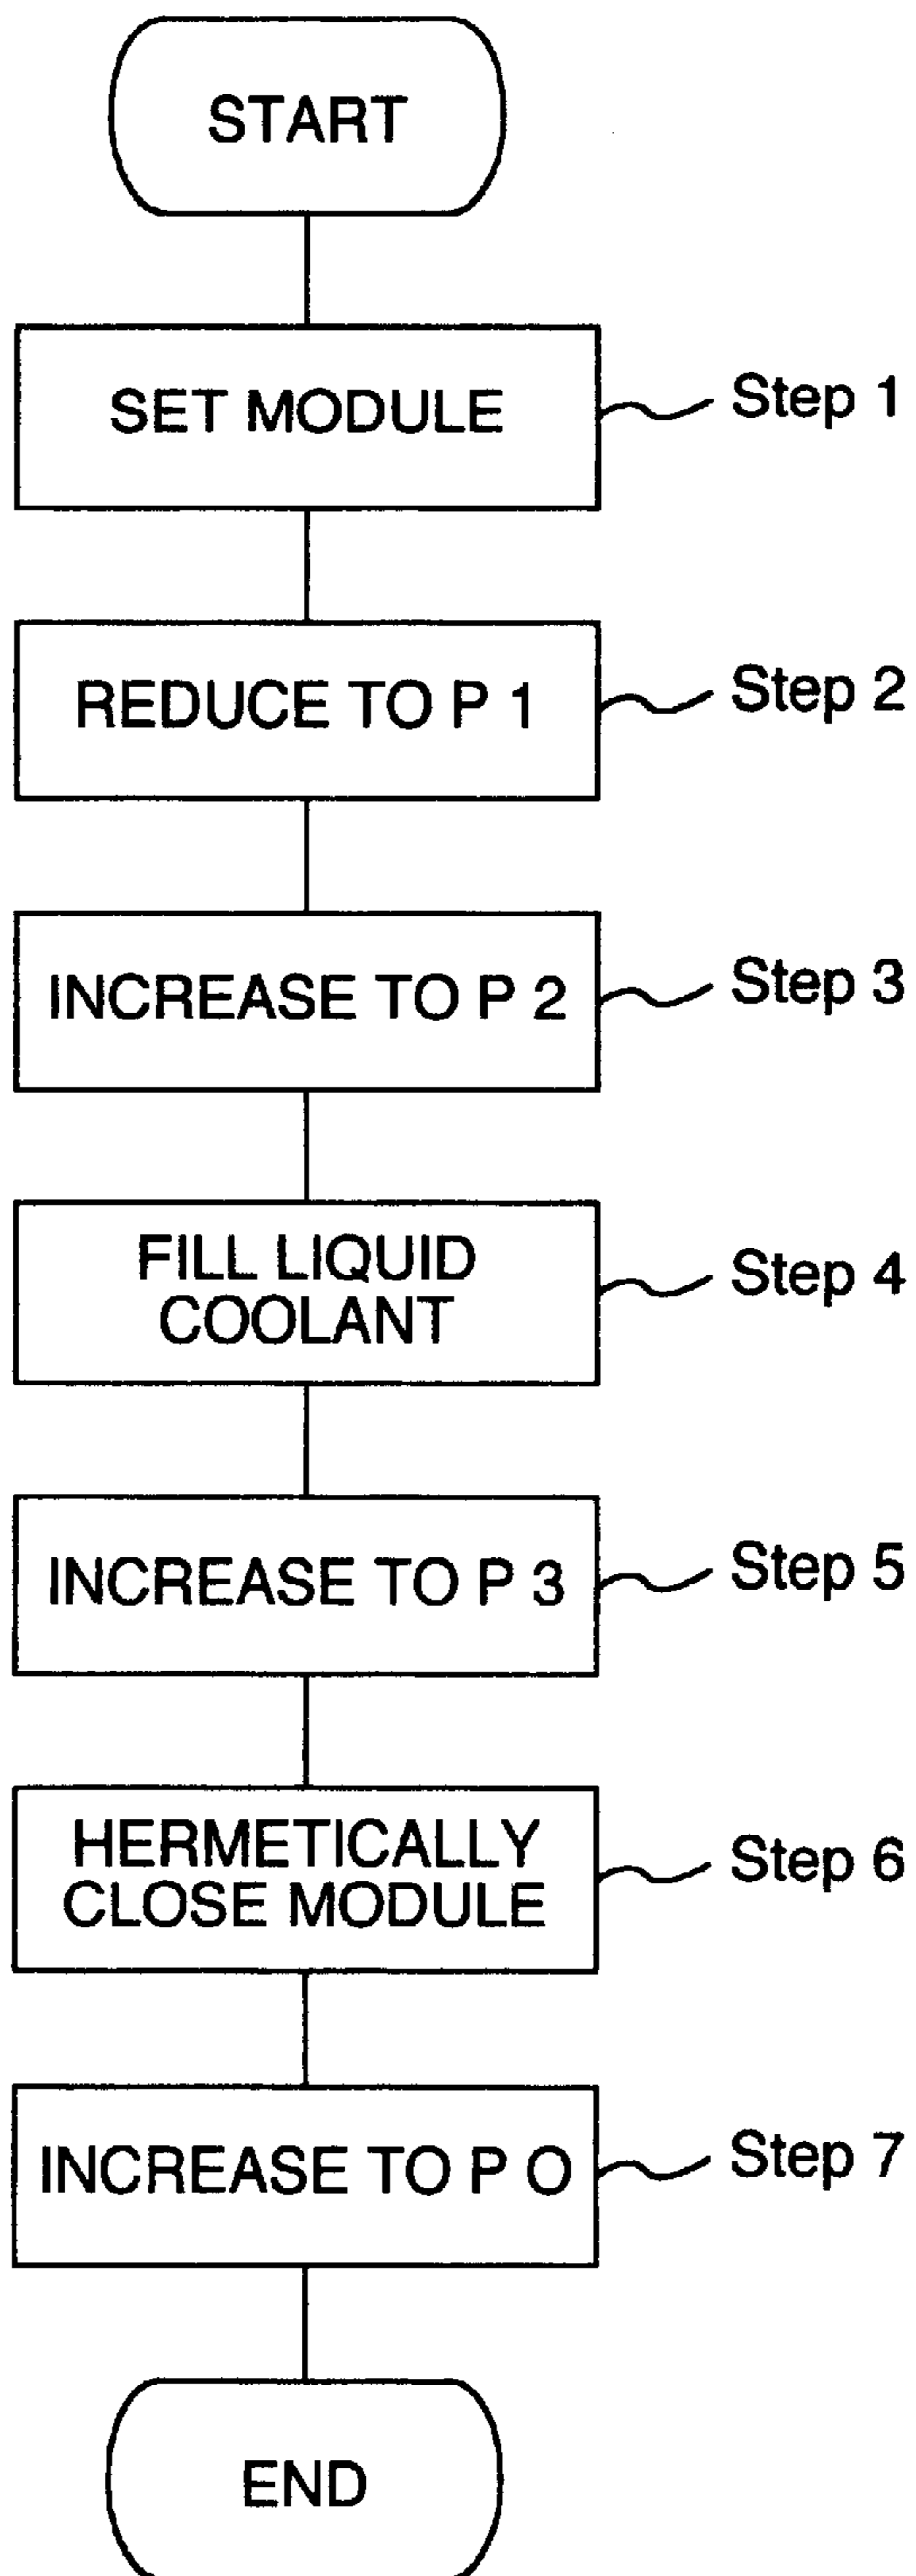 START
SET MODULE
Step 1
REDUCE TO P 1
Step 2
INCREASE TO P 2
Step 3
FILL LIQUID
COOLANT
Step 4
INCREASE TO P 3
Step 5
HERMETICALLY
CLOSE MODULE
Step 6
INCREASE TO P O
Step 7
END